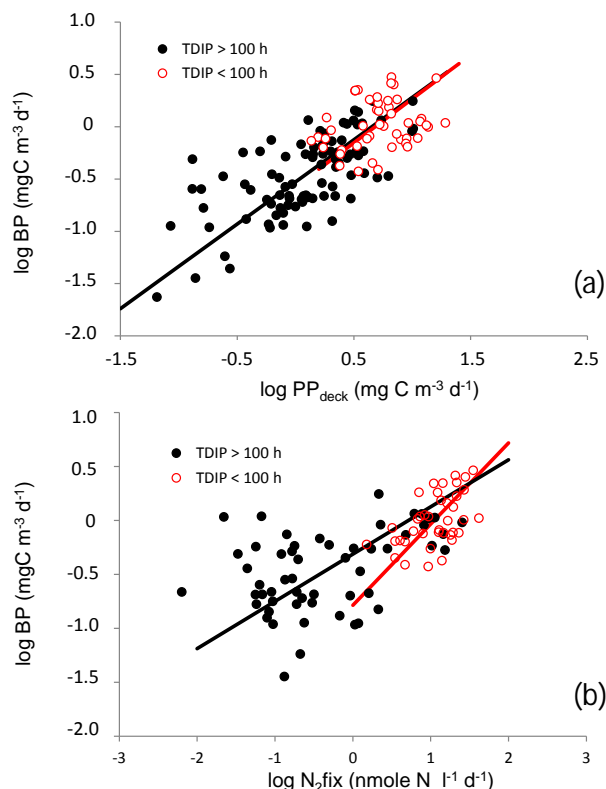 (a)
TDIP > 100 h
TDIP < 100 h
log BP (mgC m⁻³ d⁻¹)
1.0
0.5
0
-0.5
-1.0
-1.5
-2.0
-1.5 -0.5 0.5 1.5 2.5
log PP_deck (mg C m⁻³ d⁻¹)
1.0
0.5
0.0
-0.5
-1.0
-1.5
-2.0
TDIP > 100 h
TDIP < 100 h
log BP (mgC m⁻³ d⁻¹)
(b)
-3 -2 -1 0 1 2 3
log N₂fix (nmole N l⁻¹ d⁻¹)